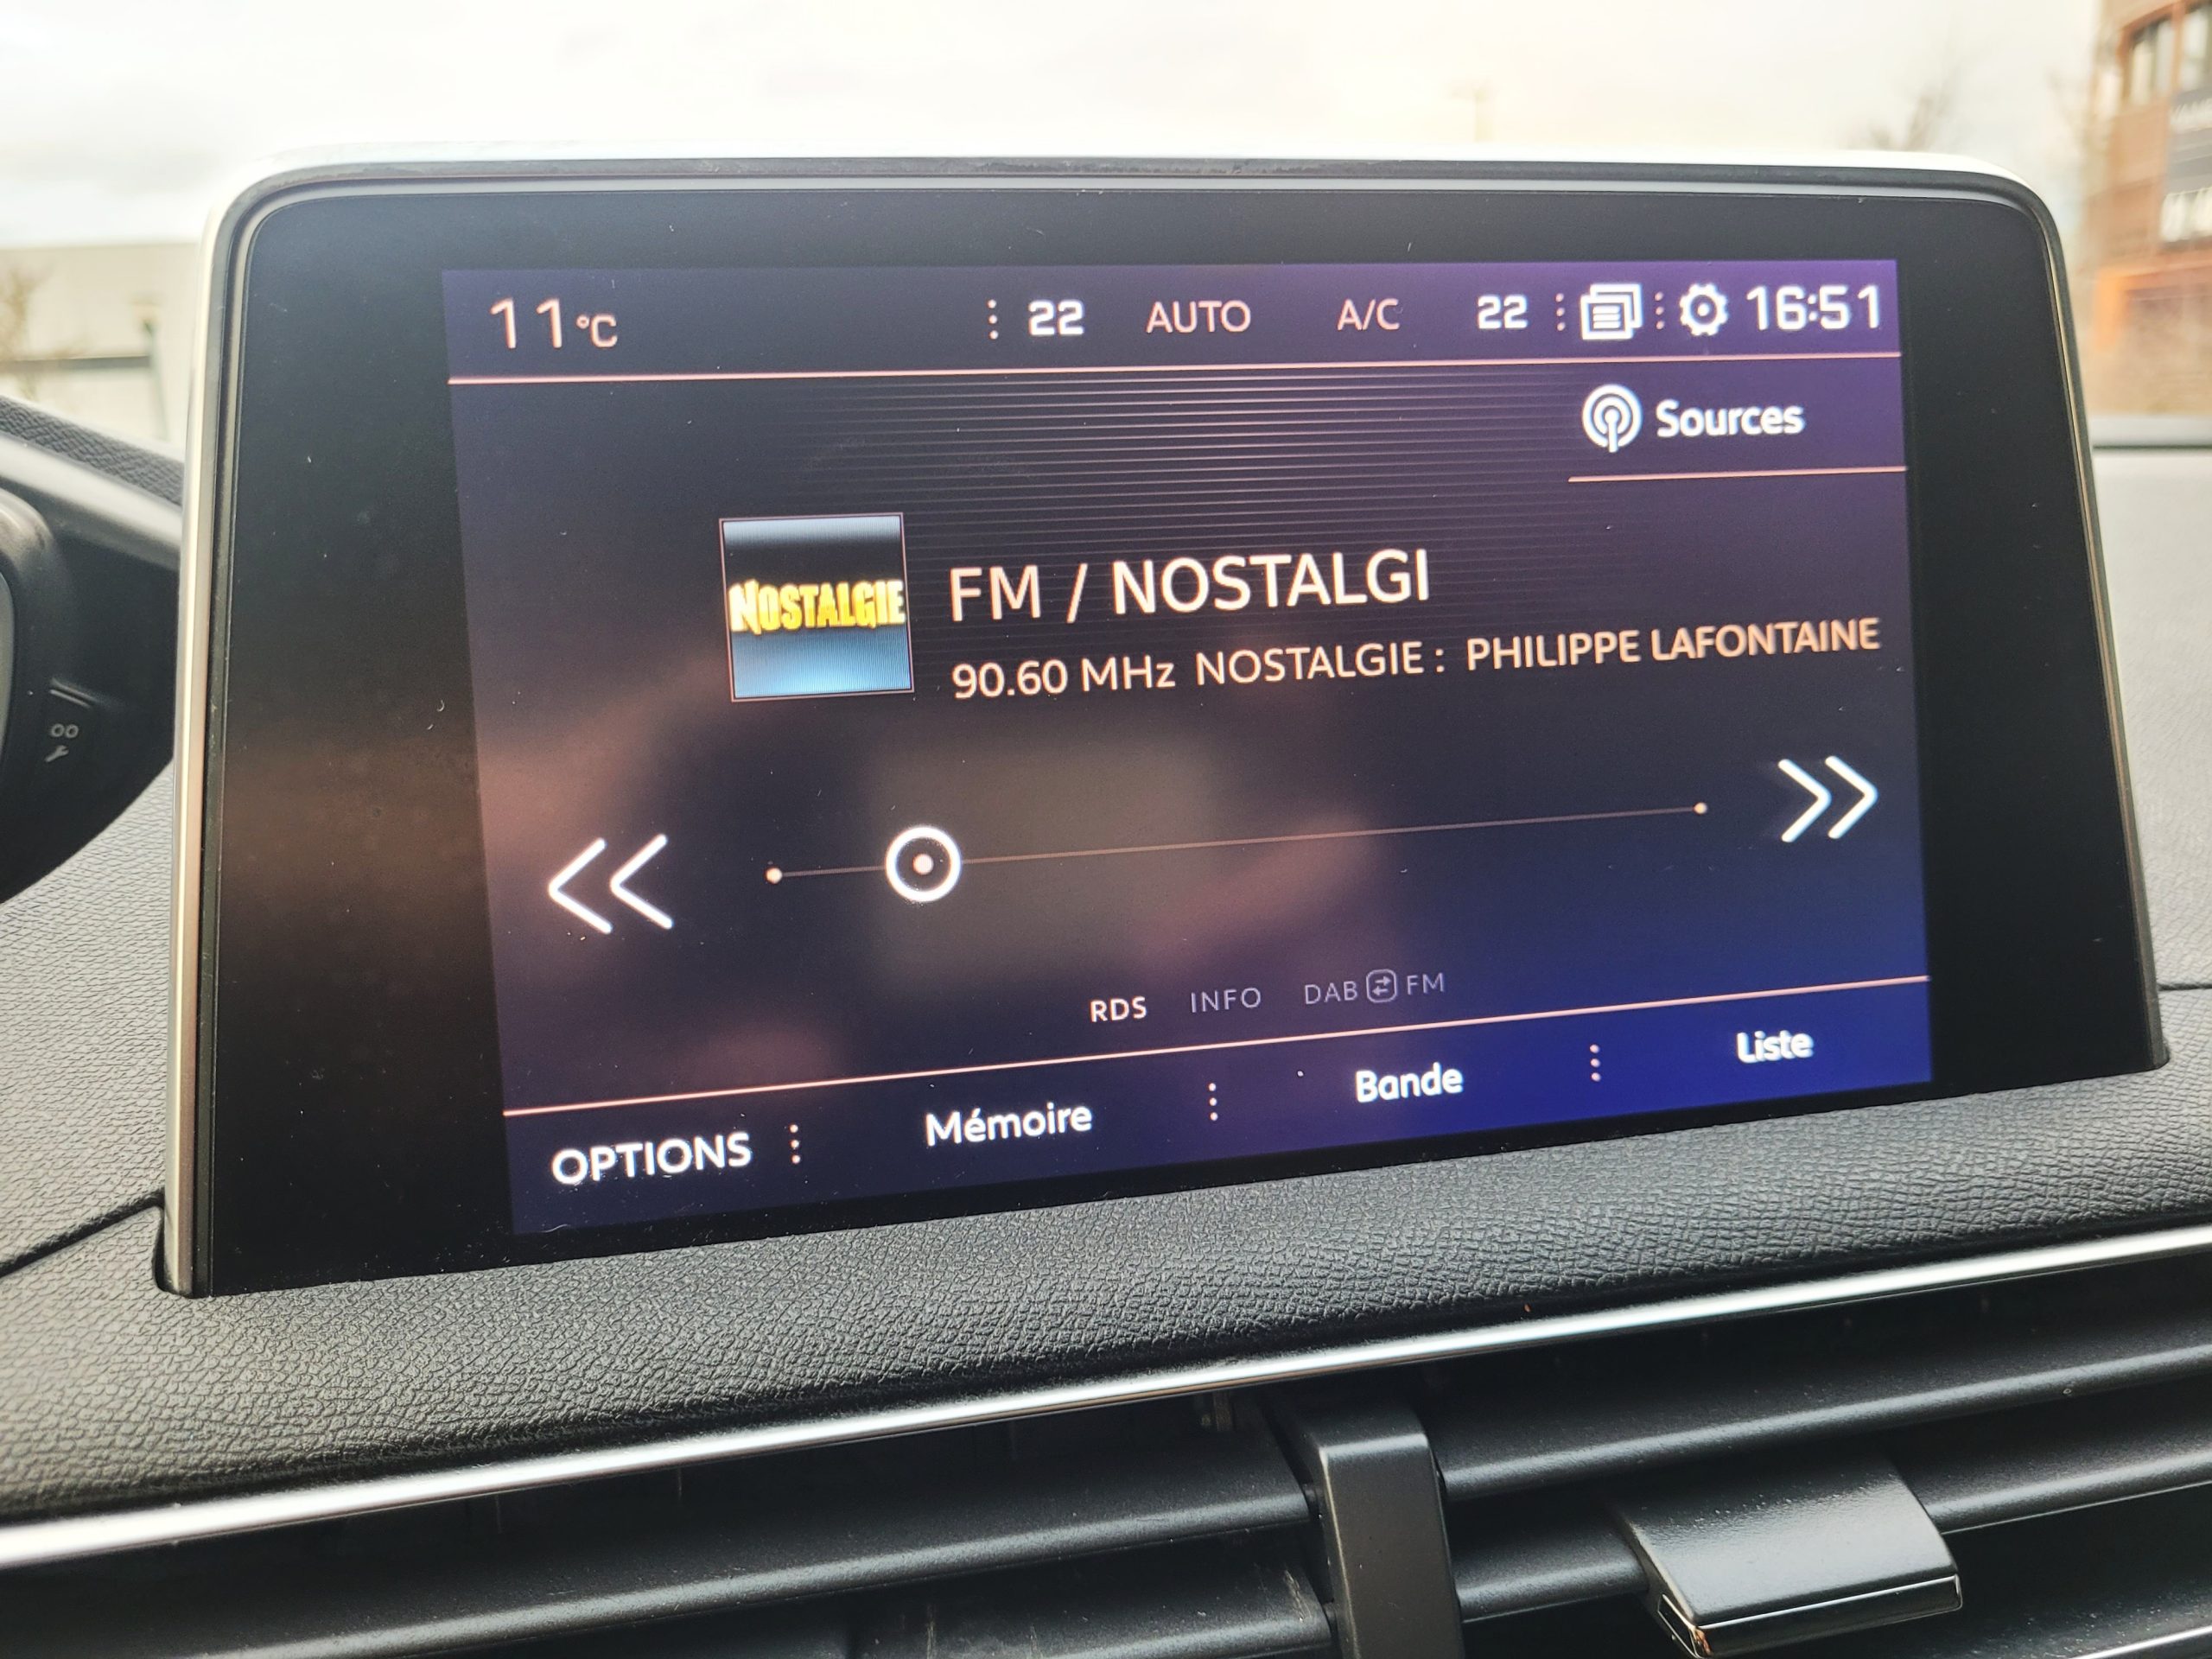 11°C 22 AUTO A/C 22 16:51
Sources
NOSTALGIE
FM / NOSTALGI
90.60 MHz NOSTALGIE : PHILIPPE LAFONTAINE
RDS INFO DAB FM
OPTIONS Mémoire Bande Liste